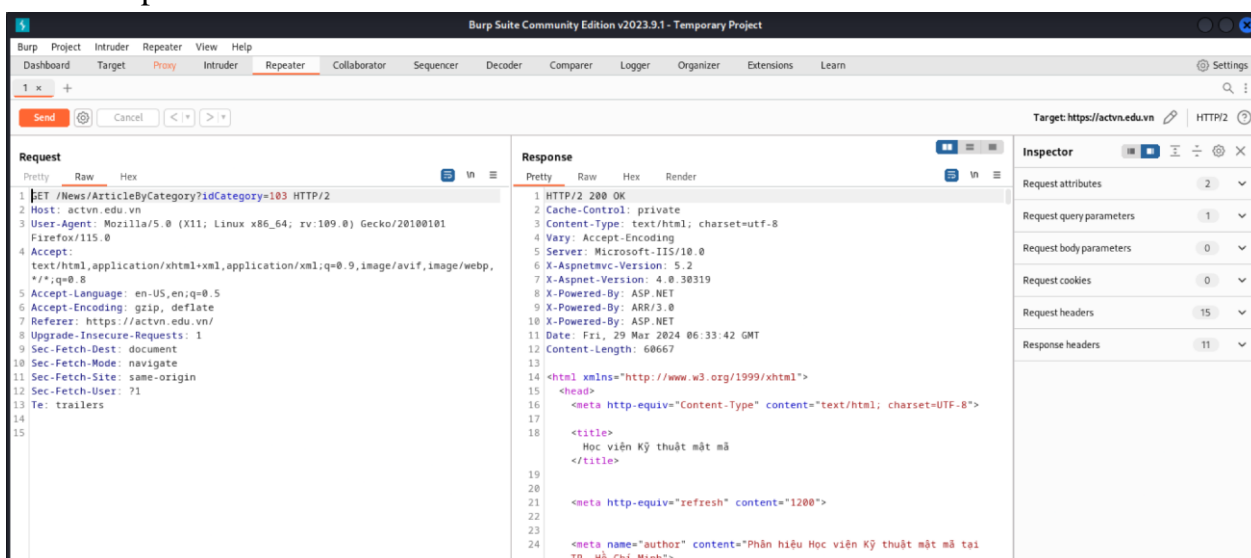 Burp Suite Community Edition v2023.9.1 - Temporary Project
Burp Project Intruder Repeater View Help
Dashboard Target Proxy Intruder Repeater Collaborator Sequencer Decoder Comparer Logger Organizer Extensions Learn Settings
1 × +
Send Cancel < > Target: https://actvn.edu.vn HTTP/2
Request
Pretty Raw Hex \n
1 GET /News/ArticleByCategory?idCategory=103 HTTP/2
2 Host: actvn.edu.vn
3 User-Agent: Mozilla/5.0 (X11; Linux x86_64; rv:109.0) Gecko/20100101
Firefox/115.0
4 Accept:
text/html,application/xhtml+xml,application/xml;q=0.9,image/avif,image/webp,
*/*;q=0.8
5 Accept-Language: en-US,en;q=0.5
6 Accept-Encoding: gzip, deflate
7 Referer: https://actvn.edu.vn/
8 Upgrade-Insecure-Requests: 1
9 Sec-Fetch-Dest: document
10 Sec-Fetch-Mode: navigate
11 Sec-Fetch-Site: same-origin
12 Sec-Fetch-User: ?1
13 Te: trailers
14
15
Response
Pretty Raw Hex Render \n
1 HTTP/2 200 OK
2 Cache-Control: private
3 Content-Type: text/html; charset=utf-8
4 Vary: Accept-Encoding
5 Server: Microsoft-IIS/10.0
6 X-Aspnetmvc-Version: 5.2
7 X-Aspnet-Version: 4.0.30319
8 X-Powered-By: ASP.NET
9 X-Powered-By: ARR/3.0
10 X-Powered-By: ASP.NET
11 Date: Fri, 29 Mar 2024 06:33:42 GMT
12 Content-Length: 60667
13
14 <html xmlns="http://www.w3.org/1999/xhtml">
15 <head>
16 <meta http-equiv="Content-Type" content="text/html; charset=UTF-8">
17
18 <title>
Học viện Kỹ thuật mật mã
</title>
19
20
21 <meta http-equiv="refresh" content="1200">
22
23
24 <meta name="author" content="Phân hiệu Học viện Kỹ thuật mật mã tại
TP. Hồ Chí Minh">
Inspector
Request attributes 2
Request query parameters 1
Request body parameters 0
Request cookies 0
Request headers 15
Response headers 11